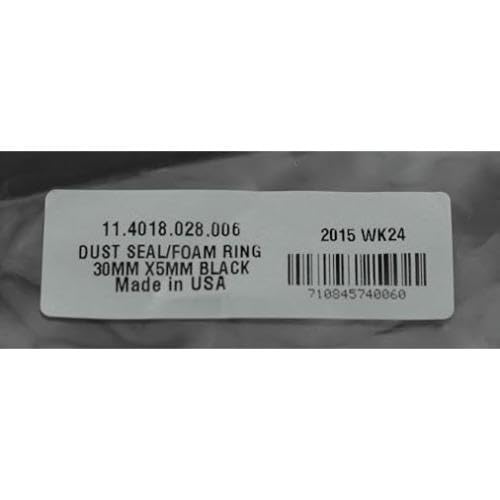 11.4018.028.006
DUST SEAL/FOAM RING
30MM X5MM BLACK
Made in USA
2015 WK24
710845740060